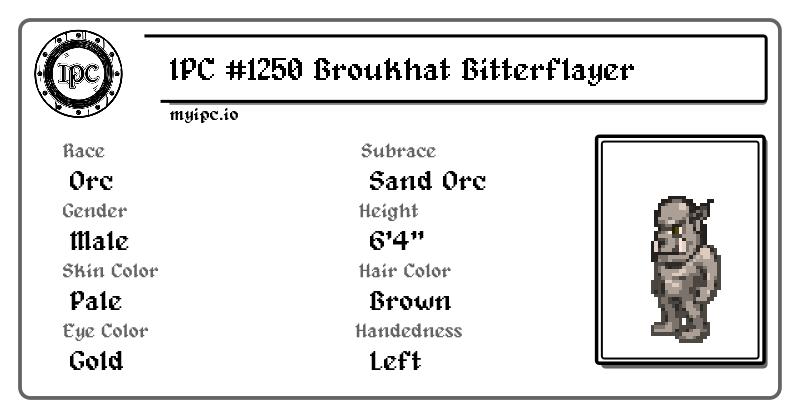 IPC
IPC #1250 Broukhat Bitterflayer
myipc.io
Race
Orc
Subrace
Sand Orc
Gender
Male
Height
6'4"
Skin Color
Pale
Hair Color
Brown
Eye Color
Gold
Handedness
Left